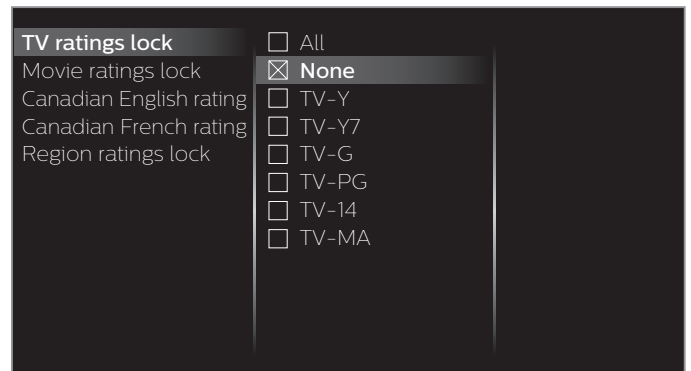 TV ratings lock
Movie ratings lock
Canadian English rating
Canadian French rating
Region ratings lock
All
None
TV-Y
TV-Y7
TV-G
TV-PG
TV-14
TV-MA